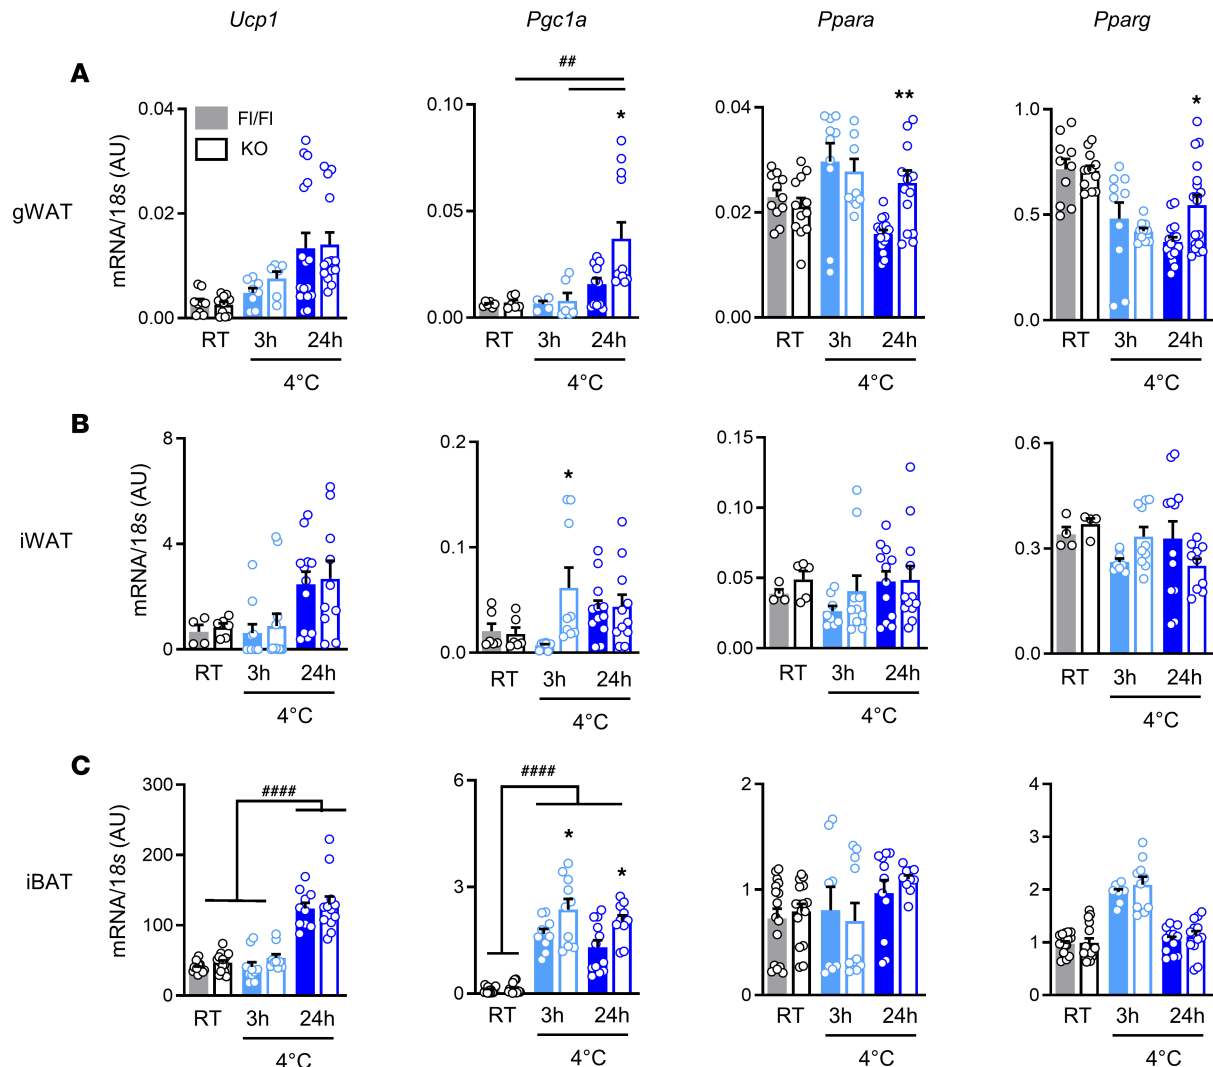 Ucp1 Pgc1a Ppara Pparg
A
##
gWAT
mRNA/18s (AU)
0.04
0.02
0.00
Fl/Fl
KO
RT 3h 24h
4°C
0.10
0.05
0.00
*
RT 3h 24h
4°C
0.04
0.02
0.00
**
RT 3h 24h
4°C
1.0
0.5
0.0
*
RT 3h 24h
4°C
B
iWAT
mRNA/18s (AU)
8
4
0
RT 3h 24h
4°C
0.2
0.1
0.0
*
RT 3h 24h
4°C
0.15
0.10
0.05
0.00
RT 3h 24h
4°C
0.6
0.3
0.0
RT 3h 24h
4°C
C
iBAT
mRNA/18s (AU)
300
200
100
0
####
RT 3h 24h
4°C
6
3
0
####
*
*
RT 3h 24h
4°C
2
1
0
RT 3h 24h
4°C
4
3
2
1
0
RT 3h 24h
4°C